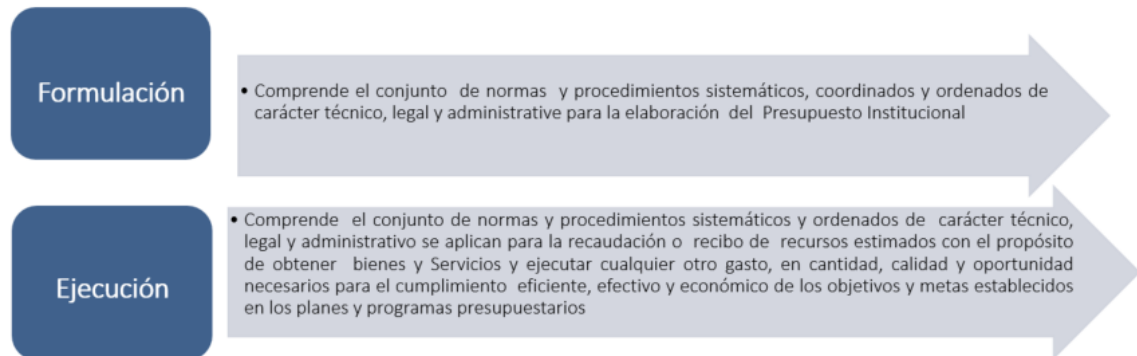 Formulación
• Comprende el conjunto de normas y procedimientos sistemáticos, coordinados y ordenados de
carácter técnico, legal y administrative para la elaboración del Presupuesto Institucional
Ejecución
• Comprende el conjunto de normas y procedimientos sistemáticos y ordenados de carácter técnico,
legal y administrativo se aplican para la recaudación o recibo de recursos estimados con el propósito
de obtener bienes y Servicios y ejecutar cualquier otro gasto, en cantidad, calidad y oportunidad
necesarios para el cumplimiento eficiente, efectivo y económico de los objetivos y metas establecidos
en los planes y programas presupuestarios